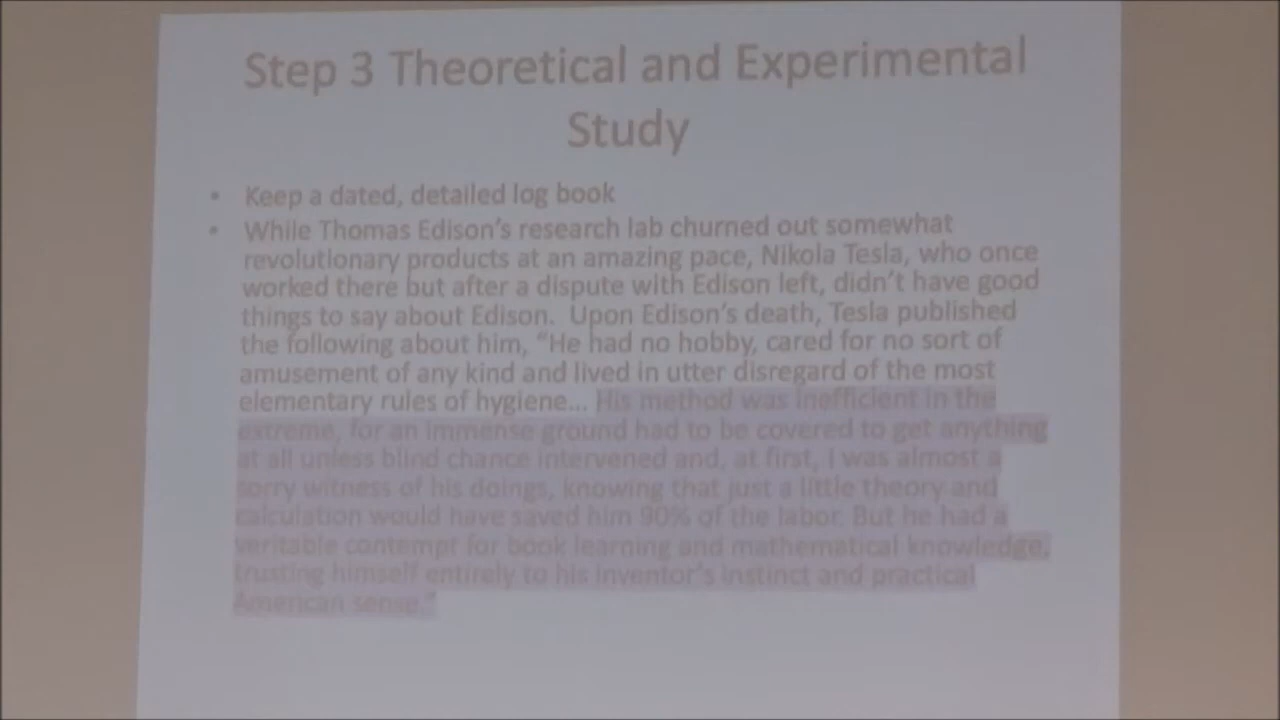 Step 3 Theoretical and Experimental
Study
• Keep a dated, detailed log book
• While Thomas Edison's research lab churned out somewhat
revolutionary products at an amazing pace, Nikola Tesla, who once
worked there but after a dispute with Edison left, didn't have good
things to say about Edison.  Upon Edison's death, Tesla published
the following about him, "He had no hobby, cared for no sort of
amusement of any kind and lived in utter disregard of the most
elementary rules of hygiene... His method was inefficient in the
extreme, for an immense ground had to be covered to get anything
at all unless blind chance intervened and, at first, I was almost a
sorry witness of his doings, knowing that just a little theory and
calculation would have saved him 90% of the labor. But he had a
veritable contempt for book learning and mathematical knowledge,
trusting himself entirely to his inventor's instinct and practical
American sense."